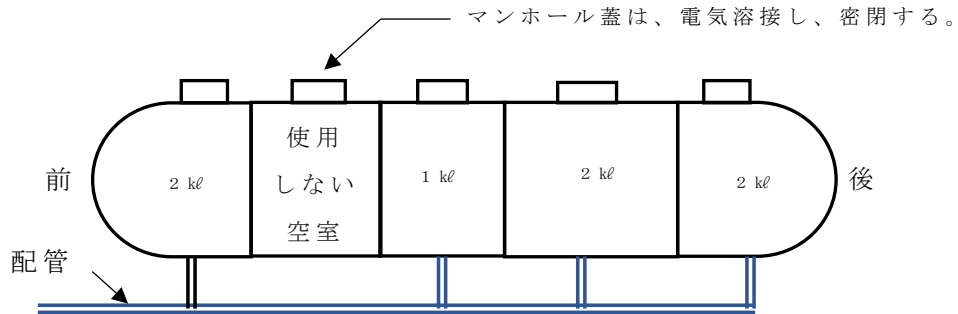 マンホール蓋は、電気溶接し、密閉する。
前
2 kℓ
使用
しない
空室
1 kℓ
2 kℓ
2 kℓ
後
配管